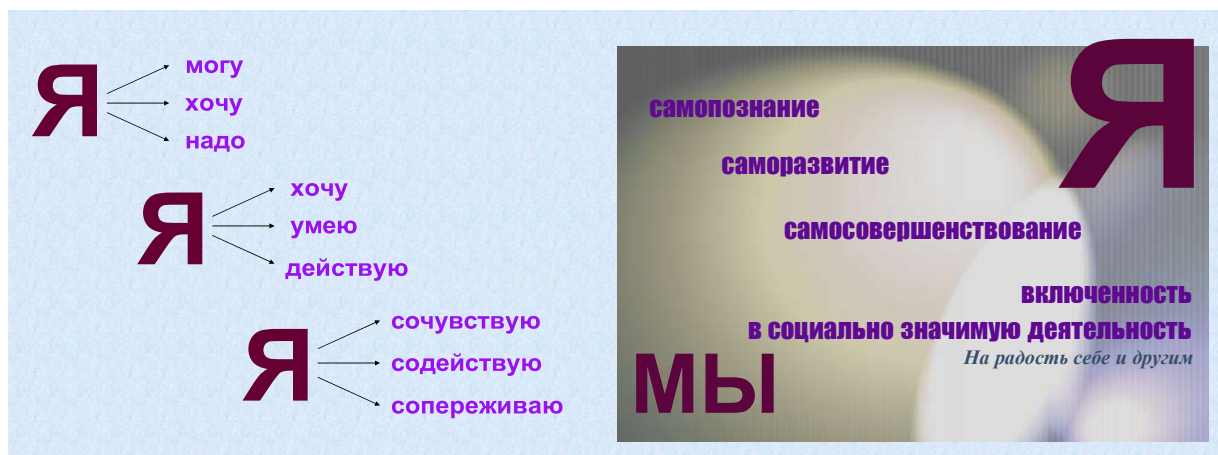 Я
могу
хочу
надо
Я
хочу
умею
действую
Я
сочувствую
содействую
сопереживаю
Я
самопознание
саморазвитие
самосовершенствование
включенность
в социально значимую деятельность
На радость себе и другим
МЫ